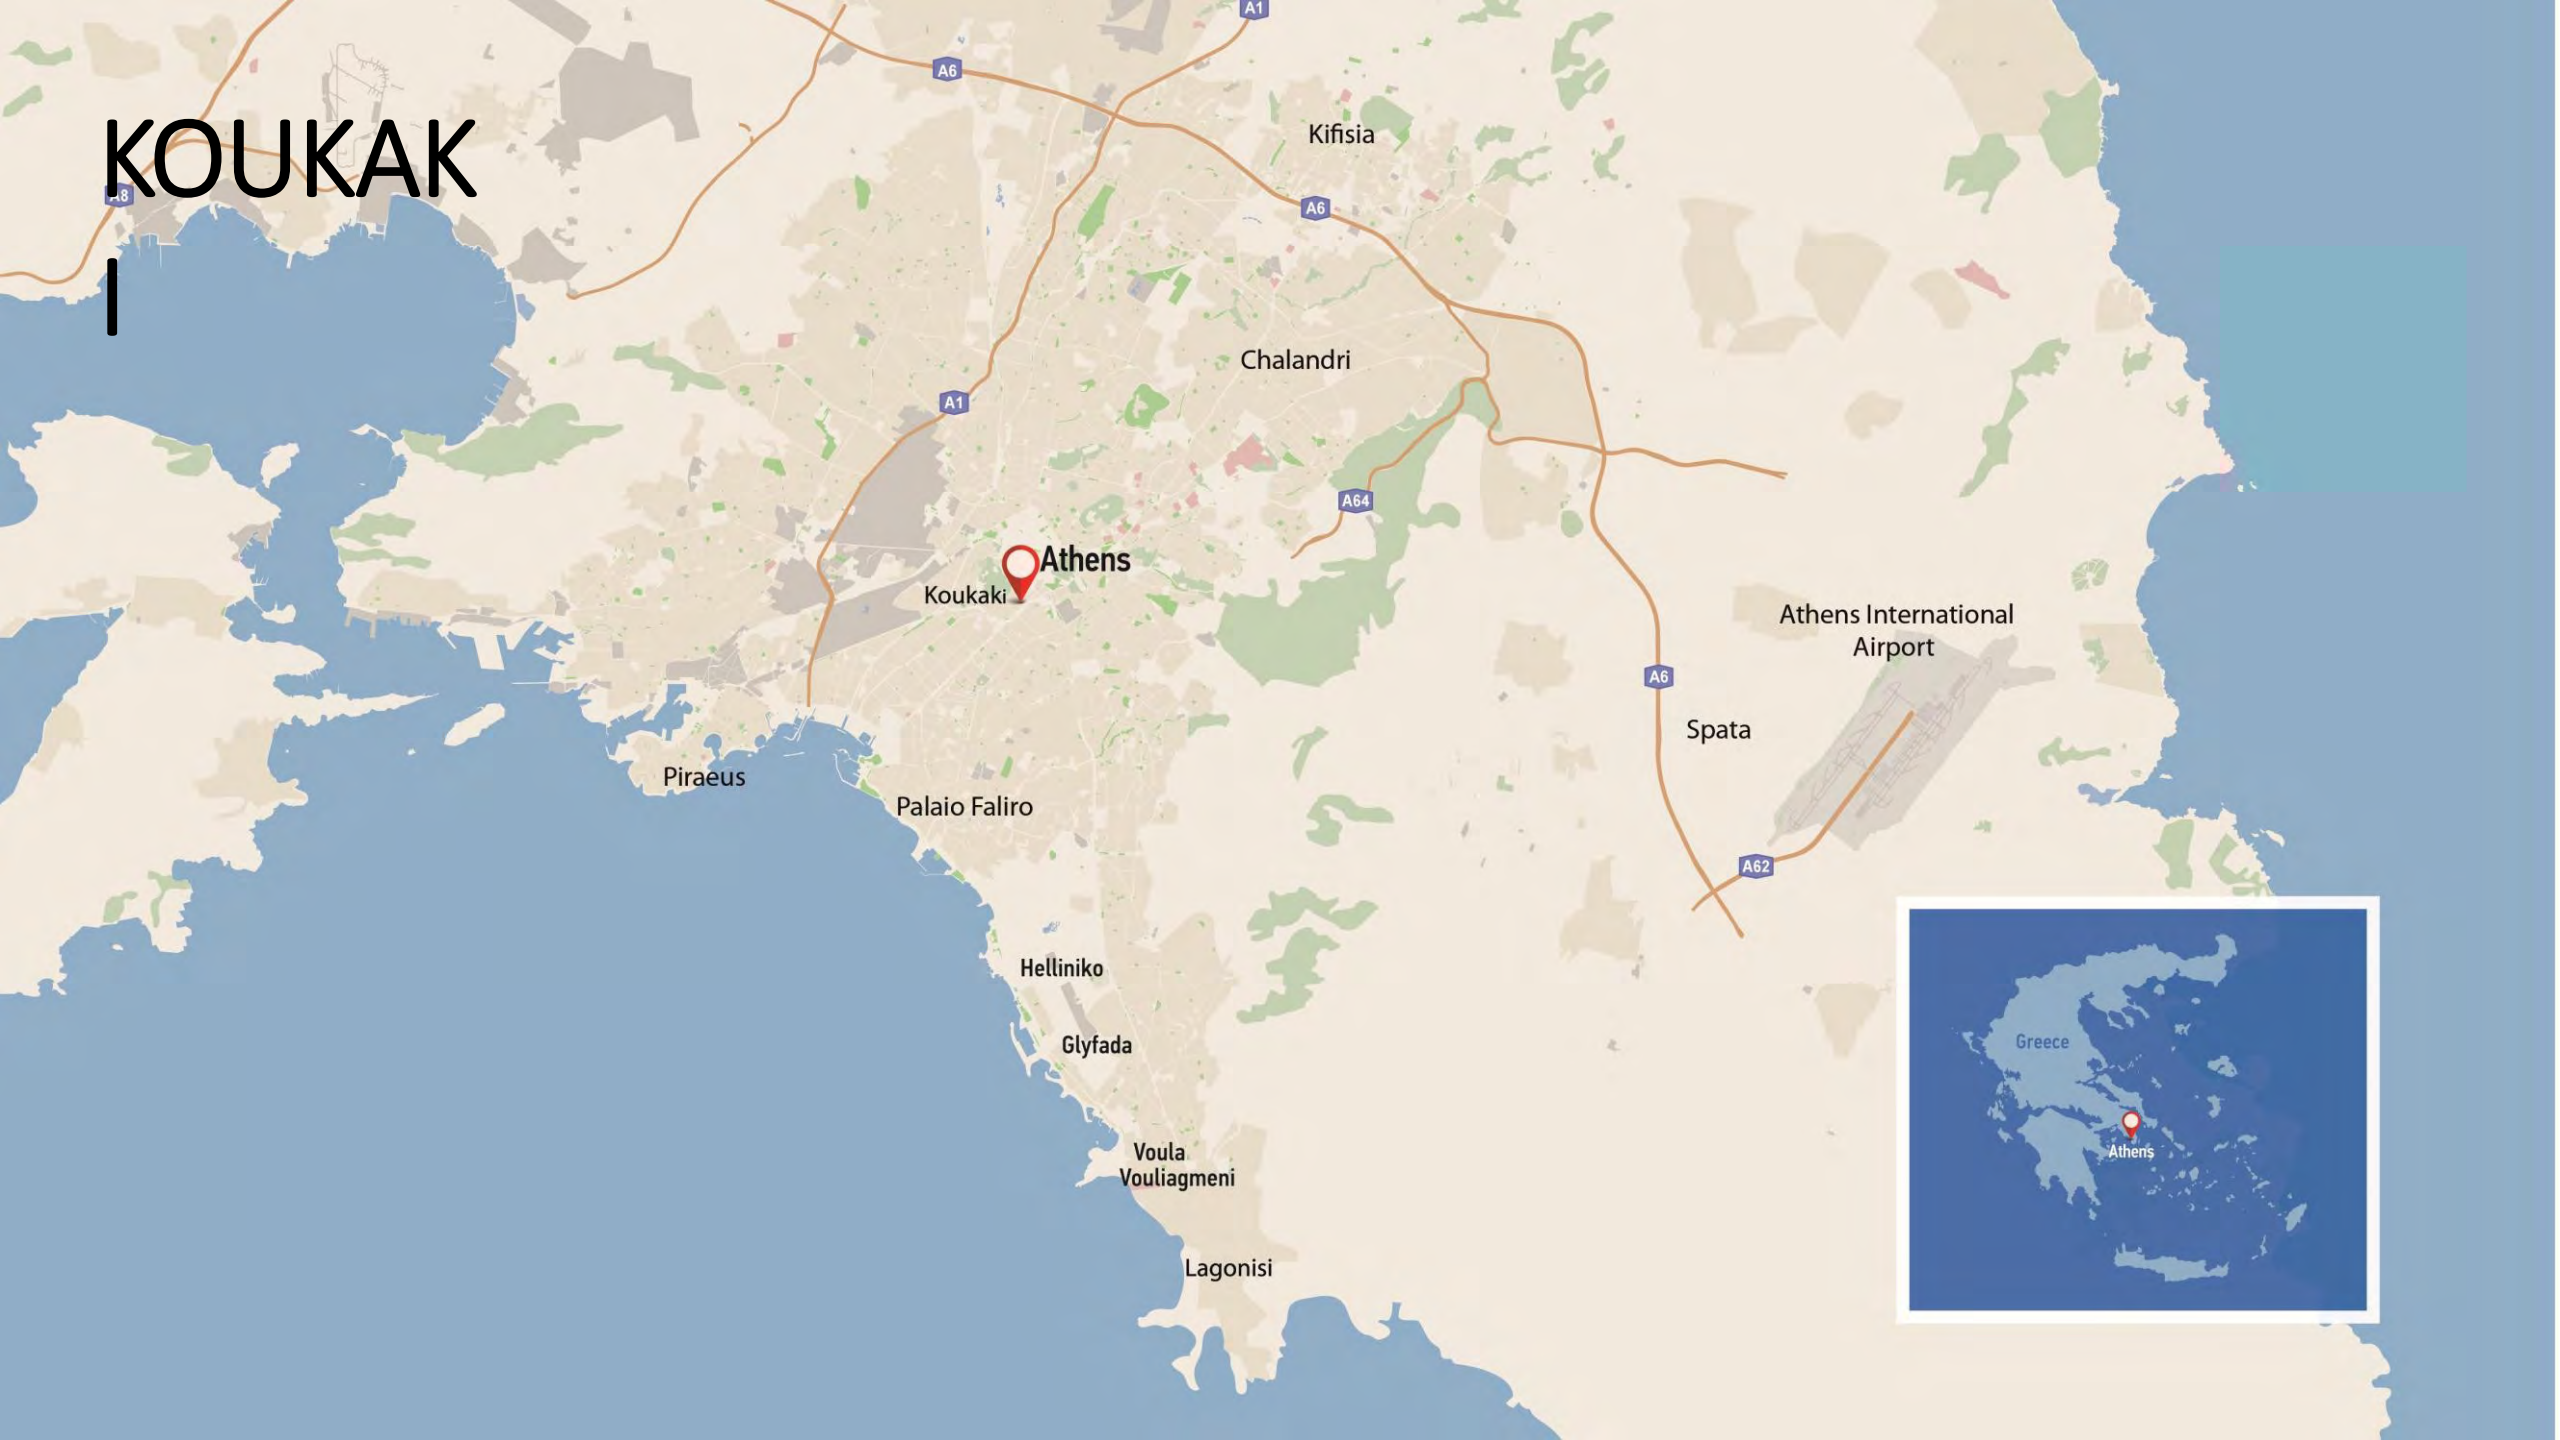 A1
A6
Kifisia
KOUKAK
I
A8
A6
Chalandri
A1
A64
Athens
Koukaki
Athens International
Airport
A6
Spata
Piraeus
Palaio Faliro
A62
Helliniko
Glyfada
Greece
Voula
Vouliagmeni
Athens
Lagonisi